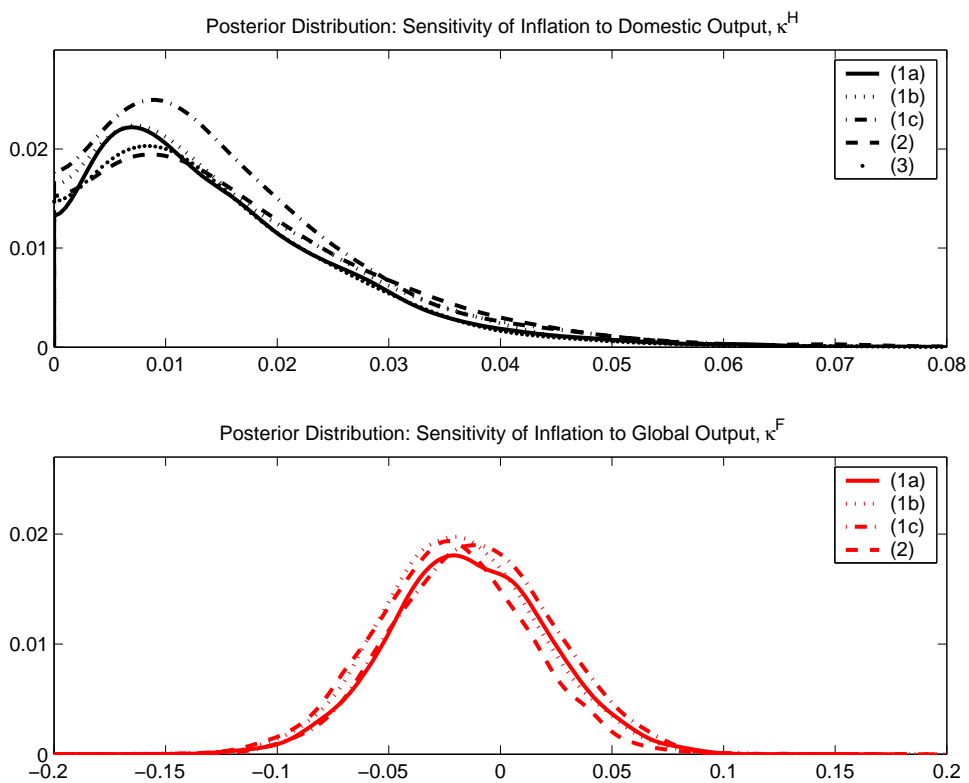 Posterior Distribution: Sensitivity of Inflation to Domestic Output, κ^H
(1a)
(1b)
(1c)
(2)
(3)
0.02
0.01
0
0 0.01 0.02 0.03 0.04 0.05 0.06 0.07 0.08
Posterior Distribution: Sensitivity of Inflation to Global Output, κ^F
(1a)
(1b)
(1c)
(2)
0.02
0.01
0
−0.2 −0.15 −0.1 −0.05 0 0.05 0.1 0.15 0.2